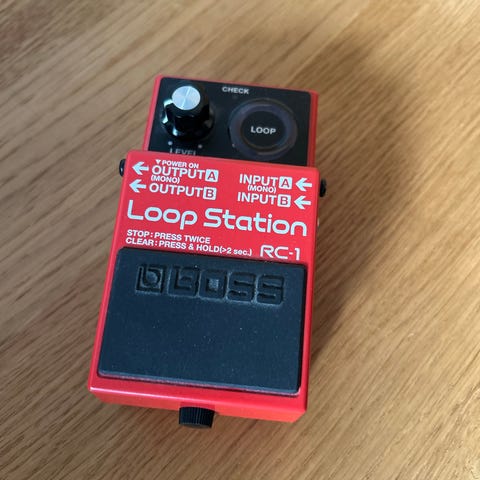 CHECK
LOOP
LEVEL
▼POWER ON
← OUTPUT A
(MONO)
← OUTPUT B
INPUT A ←
(MONO)
INPUT B ←
Loop Station
STOP : PRESS TWICE
CLEAR : PRESS & HOLD(>2 sec.)
RC-1
BOSS